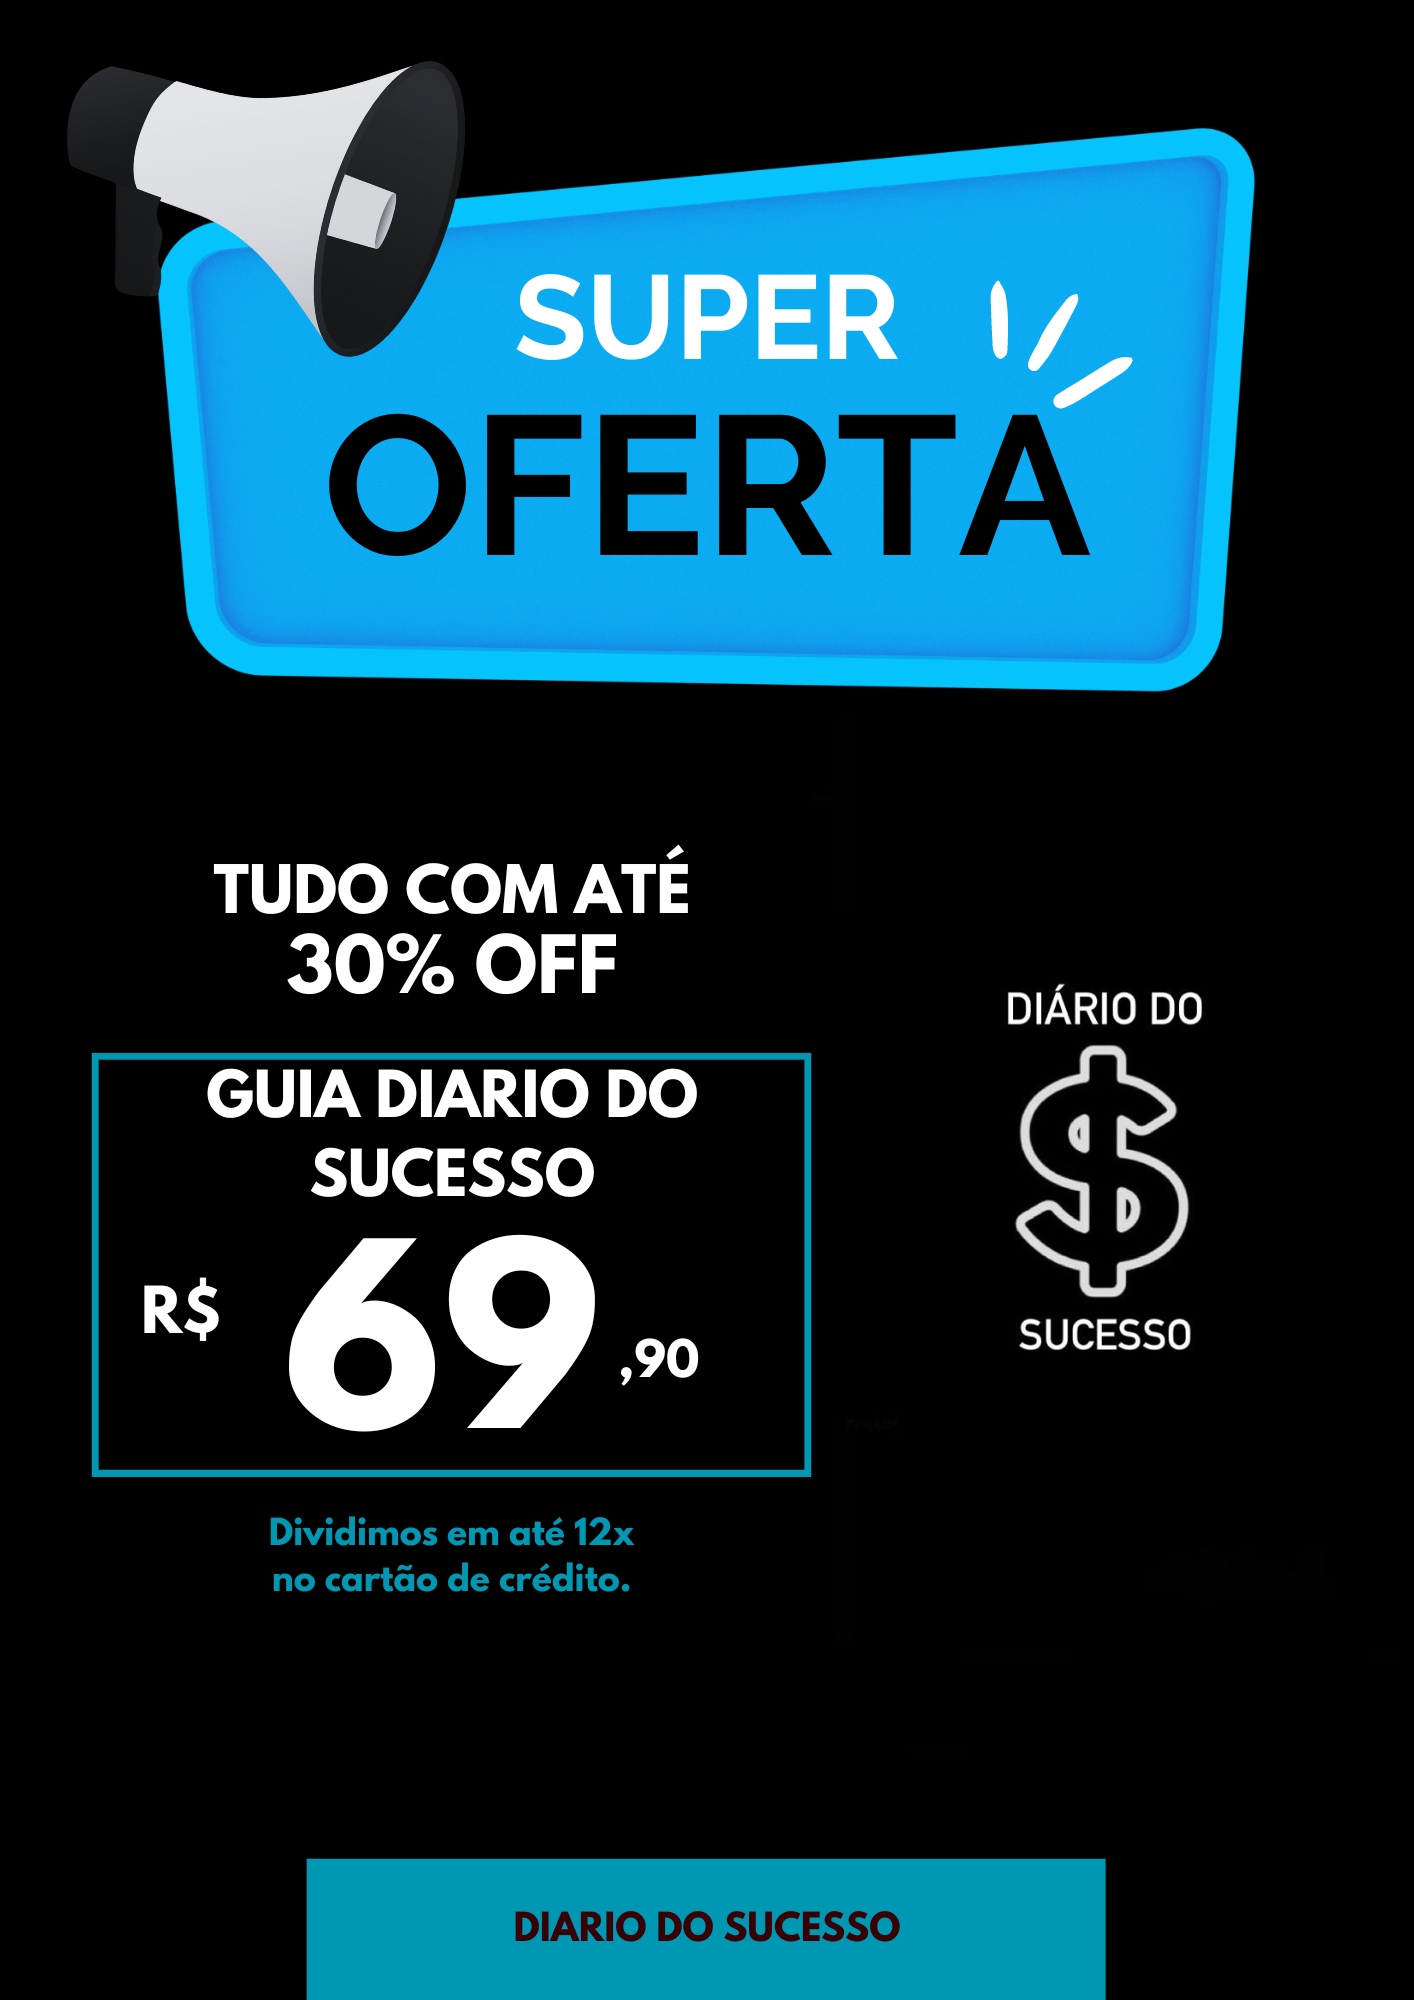 SUPER
OFERTA
TUDO COM ATÉ
30% OFF
GUIA DIARIO DO
SUCESSO
R$ 69,90
Dividimos em até 12x
no cartão de crédito.
DIÁRIO DO
$
SUCESSO
DIARIO DO SUCESSO